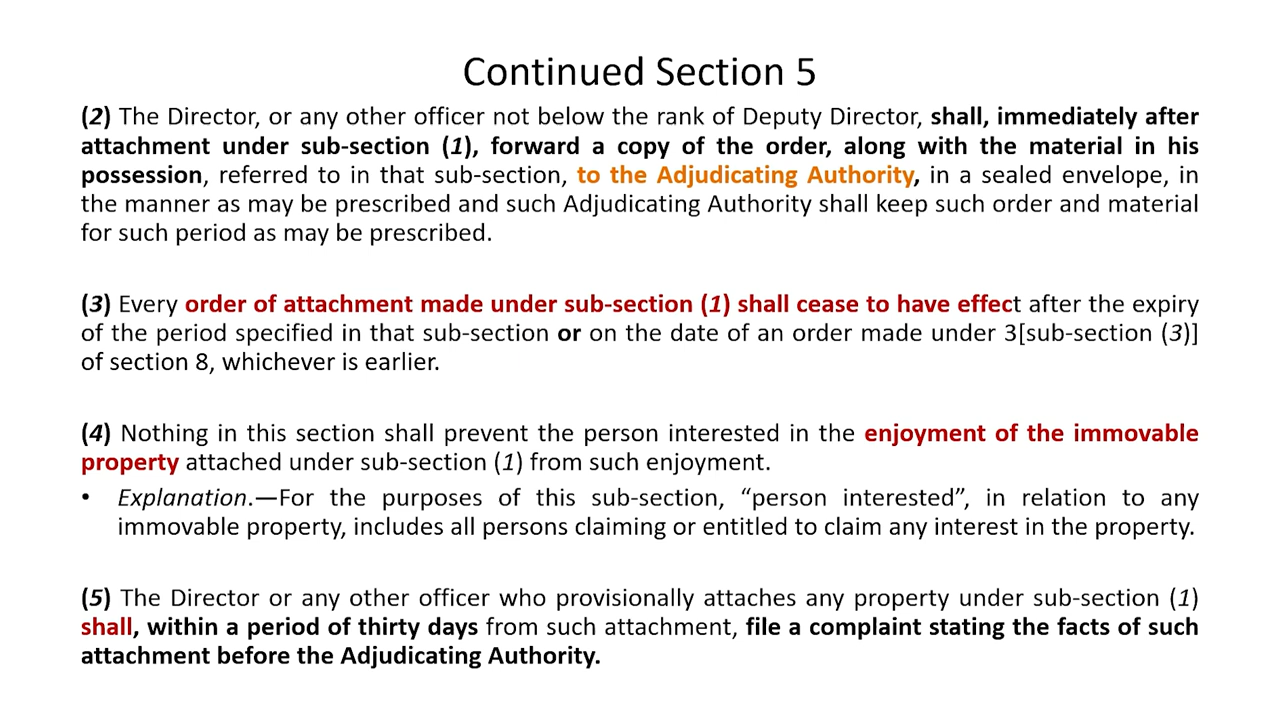 Continued Section 5
(2) The Director, or any other officer not below the rank of Deputy Director, shall, immediately after
attachment under sub-section (1), forward a copy of the order, along with the material in his
possession, referred to in that sub-section, to the Adjudicating Authority, in a sealed envelope, in
the manner as may be prescribed and such Adjudicating Authority shall keep such order and material
for such period as may be prescribed.
(3) Every order of attachment made under sub-section (1) shall cease to have effect after the expiry
of the period specified in that sub-section or on the date of an order made under 3[sub-section (3)]
of section 8, whichever is earlier.
(4) Nothing in this section shall prevent the person interested in the enjoyment of the immovable
property attached under sub-section (1) from such enjoyment.
• Explanation.—For the purposes of this sub-section, “person interested”, in relation to any
immovable property, includes all persons claiming or entitled to claim any interest in the property.
(5) The Director or any other officer who provisionally attaches any property under sub-section (1)
shall, within a period of thirty days from such attachment, file a complaint stating the facts of such
attachment before the Adjudicating Authority.